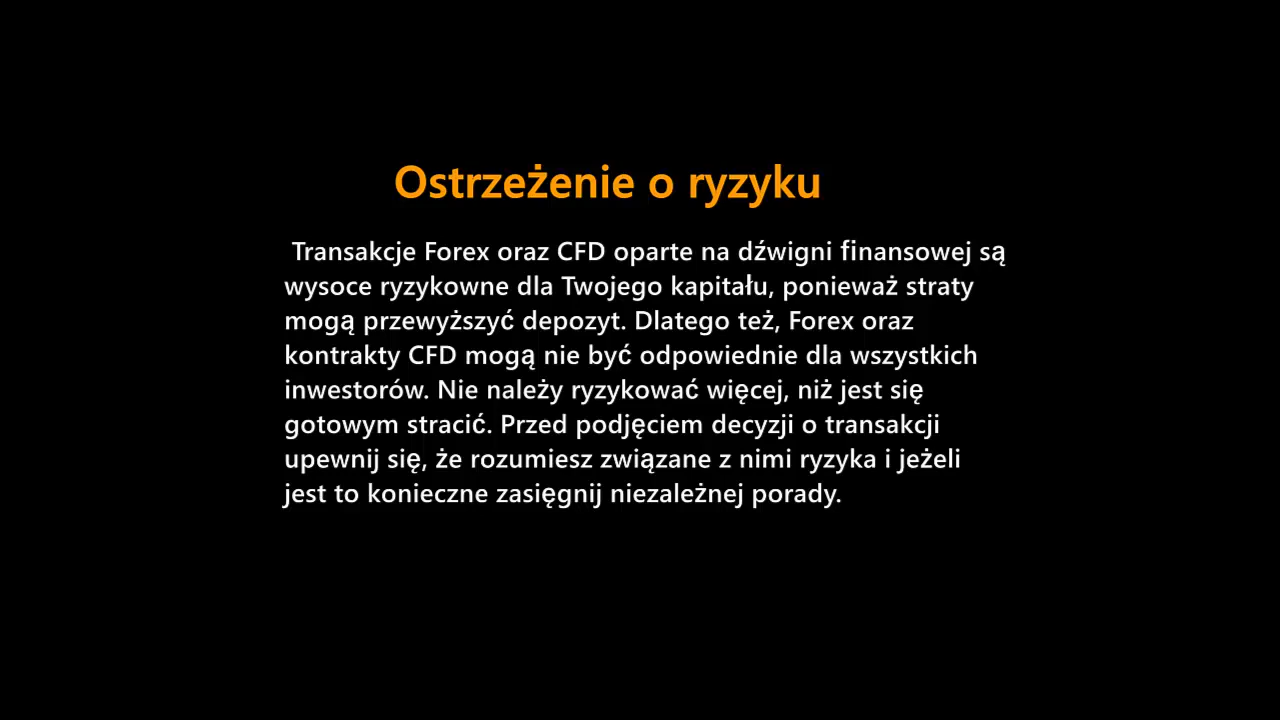 Ostrzeżenie o ryzyku
Transakcje Forex oraz CFD oparte na dźwigni finansowej są
wysoce ryzykowne dla Twojego kapitału, ponieważ straty
mogą przewyższyć depozyt. Dlatego też, Forex oraz
kontrakty CFD mogą nie być odpowiednie dla wszystkich
inwestorów. Nie należy ryzykować więcej, niż jest się
gotowym stracić. Przed podjęciem decyzji o transakcji
upewnij się, że rozumiesz związane z nimi ryzyka i jeżeli
jest to konieczne zasięgnij niezależnej porady.